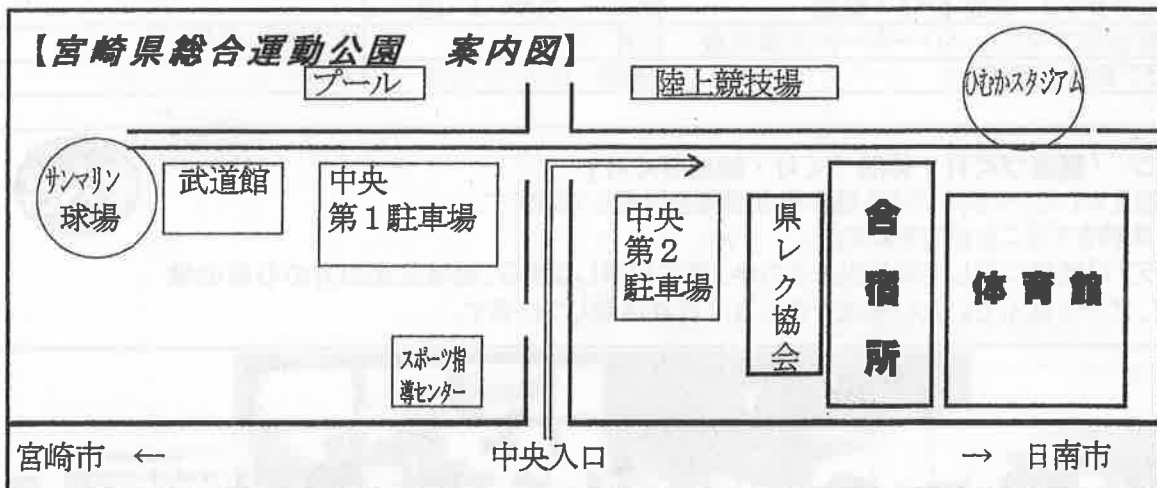 【宮崎県総合運動公園　案内図】
プール
陸上競技場
ひむかスタジアム
サンマリン
球場
武道館
中央
第1駐車場
中央
第2
駐車場
県レク協会
合宿所
体育館
スポーツ指
導センター
宮崎市　←
中央入口
→　日南市